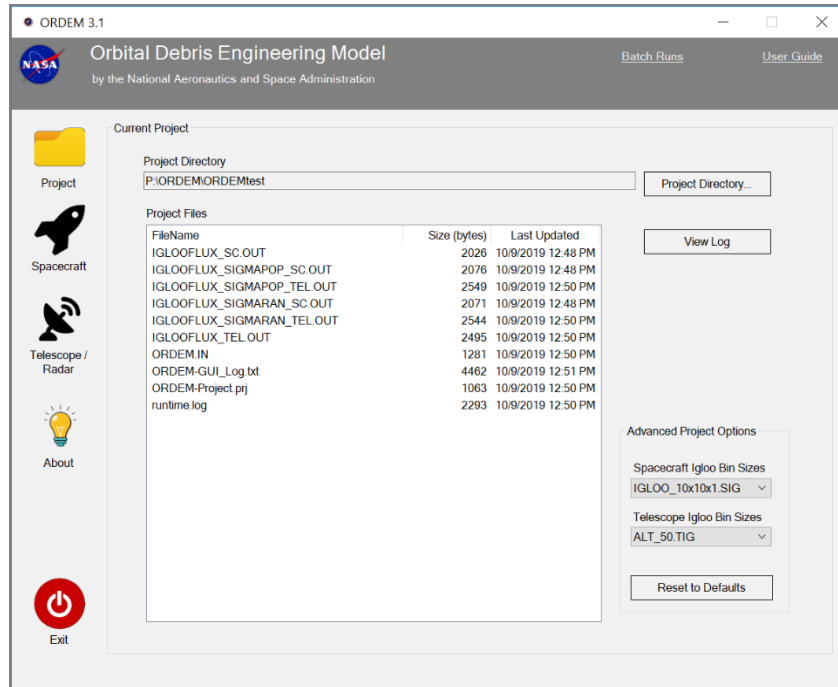 ORDEM 3.1
NASA
Orbital Debris Engineering Model
by the National Aeronautics and Space Administration
Batch Runs
User Guide
Project
Spacecraft
Telescope /
Radar
About
Exit
Current Project
Project Directory
P:\ORDEM\ORDEMtest
Project Directory...
Project Files
View Log
FileName Size (bytes) Last Updated
IGLOOFLUX_SC.OUT 2026 10/9/2019 12:48 PM
IGLOOFLUX_SIGMAPOP_SC.OUT 2076 10/9/2019 12:48 PM
IGLOOFLUX_SIGMAPOP_TEL.OUT 2549 10/9/2019 12:50 PM
IGLOOFLUX_SIGMARAN_SC.OUT 2071 10/9/2019 12:48 PM
IGLOOFLUX_SIGMARAN_TEL.OUT 2544 10/9/2019 12:50 PM
IGLOOFLUX_TEL.OUT 2495 10/9/2019 12:50 PM
ORDEM.IN 1281 10/9/2019 12:50 PM
ORDEM-GUI_Log.txt 4462 10/9/2019 12:51 PM
ORDEM-Project.prj 1063 10/9/2019 12:50 PM
runtime.log 2293 10/9/2019 12:50 PM
Advanced Project Options
Spacecraft Igloo Bin Sizes
IGLOO_10x10x1.SIG
Telescope Igloo Bin Sizes
ALT_50.TIG
Reset to Defaults